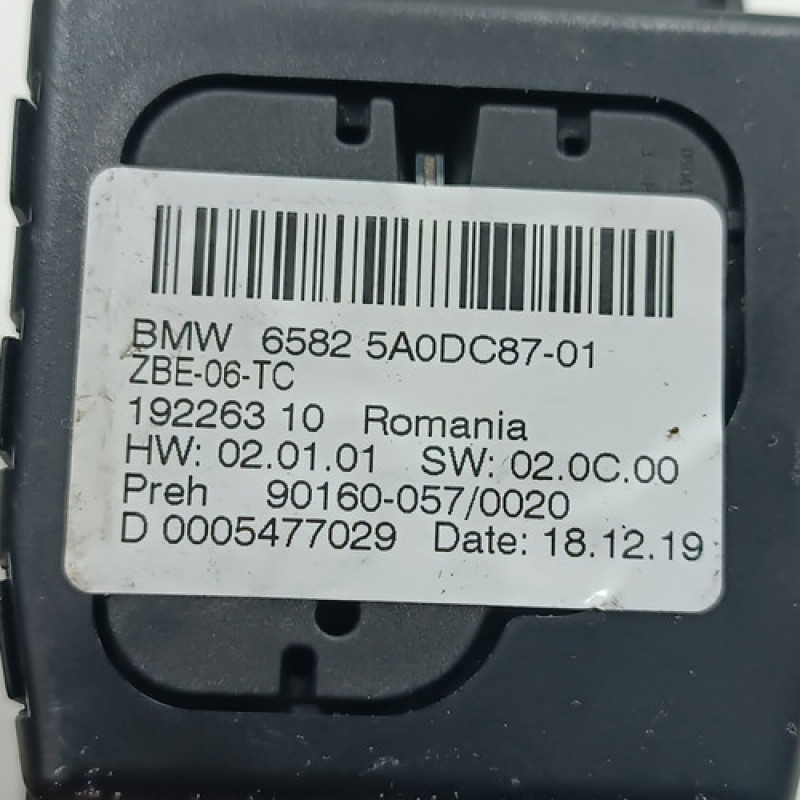 BMW 6582 5A0DC87-01
ZBE-06-TC
192263 10 Romania
HW: 02.01.01 SW: 02.0C.00
Preh 90160-057/0020
D 0005477029 Date: 18.12.19